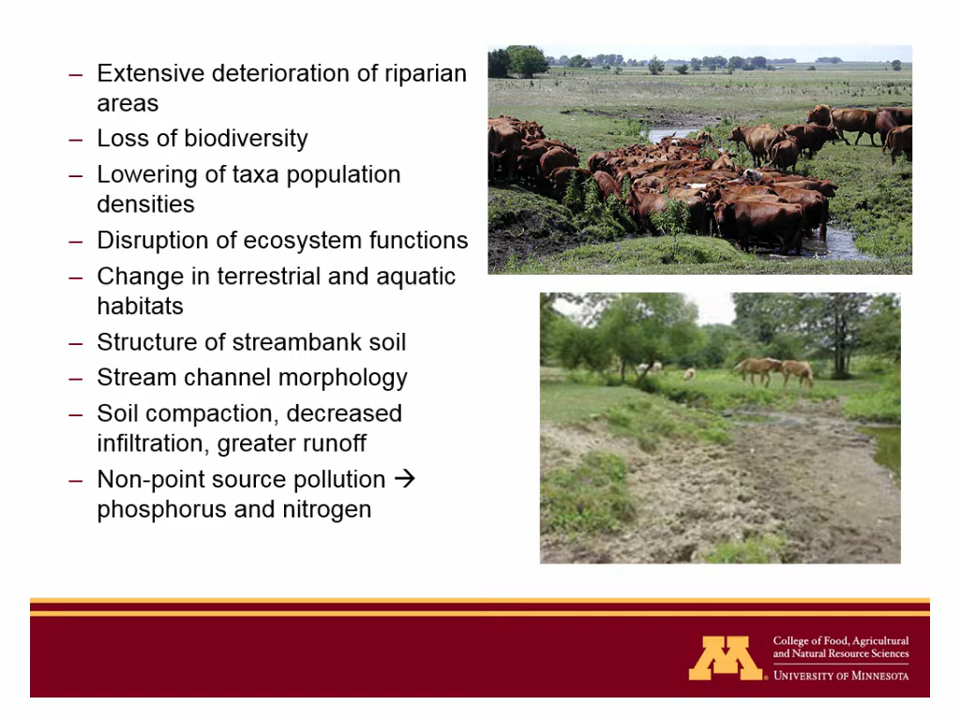 – Extensive deterioration of riparian
areas
– Loss of biodiversity
– Lowering of taxa population
densities
– Disruption of ecosystem functions
– Change in terrestrial and aquatic
habitats
– Structure of streambank soil
– Stream channel morphology
– Soil compaction, decreased
infiltration, greater runoff
– Non-point source pollution →
phosphorus and nitrogen
M
College of Food, Agricultural
and Natural Resource Sciences
University of Minnesota